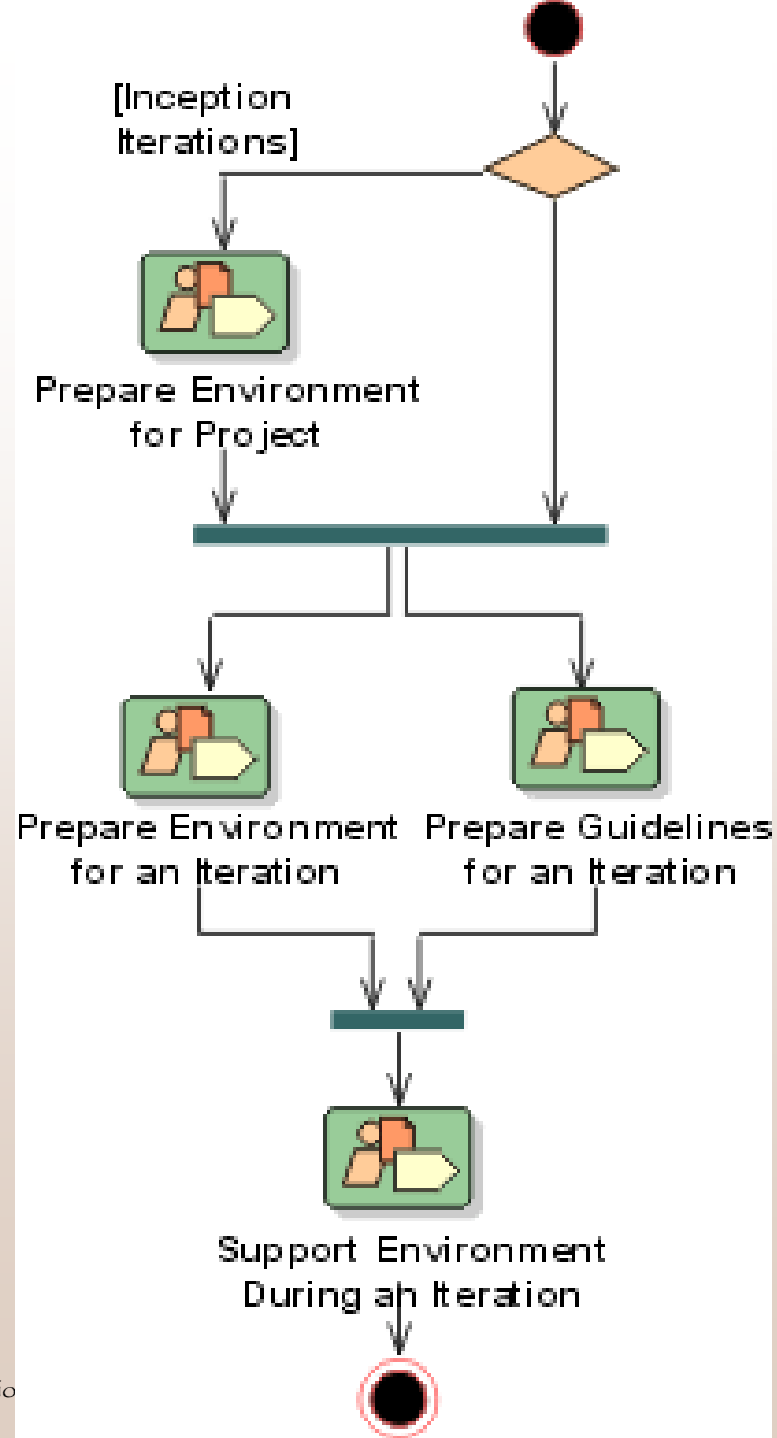 [Inception
Iterations]
Prepare Environment
for Project
Prepare Environment
for an Iteration
Prepare Guidelines
for an Iteration
Support Environment
During an Iteration